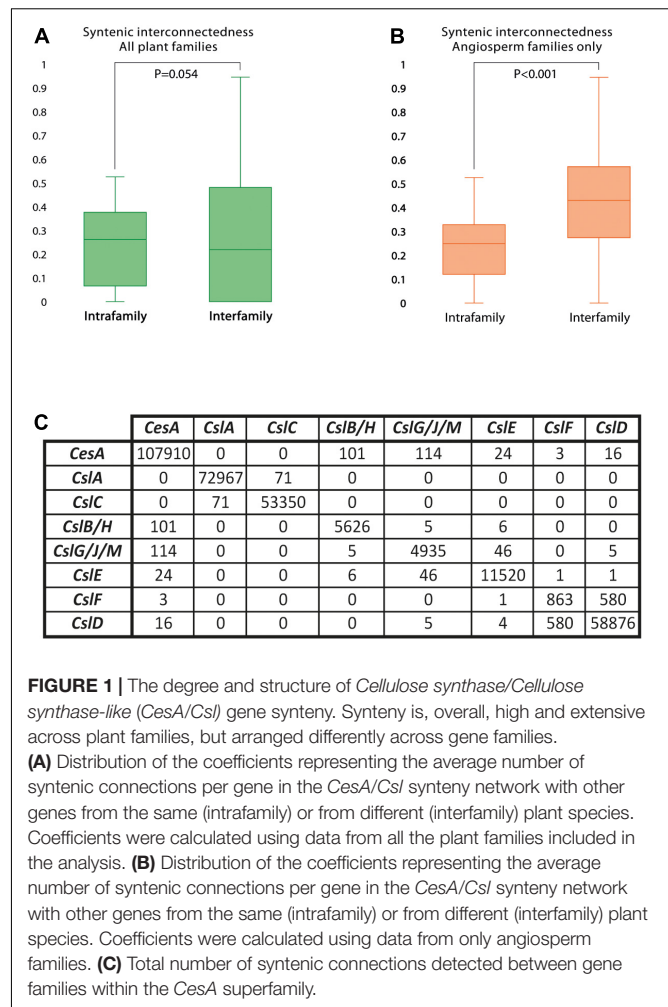 A
Syntenic interconnectedness
All plant families
P=0.054
1
0.9
0.8
0.7
0.6
0.5
0.4
0.3
0.2
0.1
0
Intrafamily Interfamily
B
Syntenic interconnectedness
Angiosperm families only
P<0.001
1
0.9
0.8
0.7
0.6
0.5
0.4
0.3
0.2
0.1
0
Intrafamily Interfamily
C
CesA CslA CslC CslB/H CslG/J/M CslE CslF CslD
CesA 107910 0 0 101 114 24 3 16
CslA 0 72967 71 0 0 0 0 0
CslC 0 71 53350 0 0 0 0 0
CslB/H 101 0 0 5626 5 6 0 0
CslG/J/M 114 0 0 5 4935 46 0 5
CslE 24 0 0 6 46 11520 1 1
CslF 3 0 0 0 0 1 863 580
CslD 16 0 0 0 5 4 580 58876
FIGURE 1 | The degree and structure of Cellulose synthase/Cellulose
synthase-like (CesA/Csl) gene synteny. Synteny is, overall, high and extensive
across plant families, but arranged differently across gene families.
(A) Distribution of the coefficients representing the average number of
syntenic connections per gene in the CesA/Csl synteny network with other
genes from the same (intrafamily) or from different (interfamily) plant species.
Coefficients were calculated using data from all the plant families included in
the analysis. (B) Distribution of the coefficients representing the average
number of syntenic connections per gene in the CesA/Csl synteny network
with other genes from the same (intrafamily) or from different (interfamily) plant
species. Coefficients were calculated using data from only angiosperm
families. (C) Total number of syntenic connections detected between gene
families within the CesA superfamily.